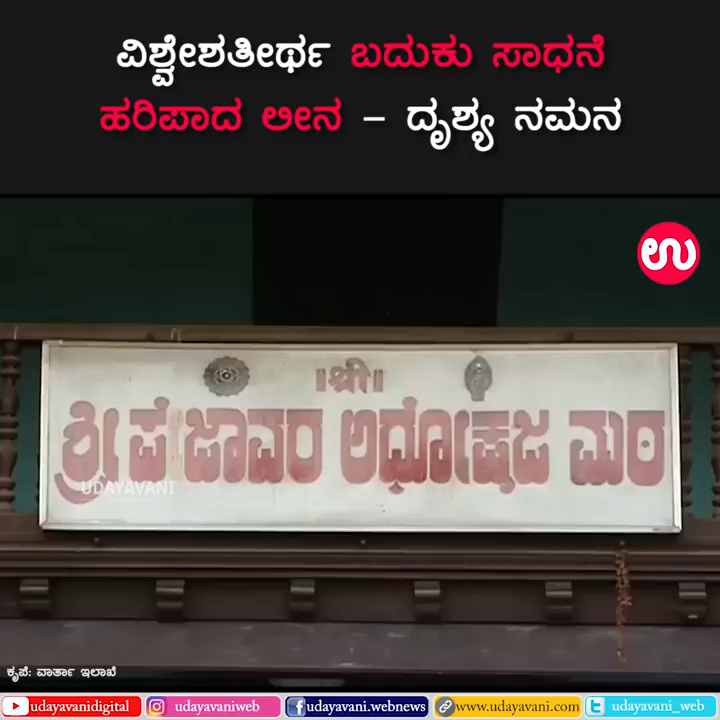 ವಿಶ್ವೇಶತೀರ್ಥ ಬದುಕು ಸಾಧನೆ
ಹರಿಪಾದ ಲೀನ – ದೃಶ್ಯ ನಮನ
ಉ
॥श्री॥
ಶ್ರೀ ಪೇಜಾವರ ಅಧೋಕ್ಷಜ ಮಠ
UDAYAVANI
ಕೃಪೆ: ವಾರ್ತಾ ಇಲಾಖೆ
udayavanidigital udayavaniweb udayavani.webnews www.udayavani.com udayavani_web